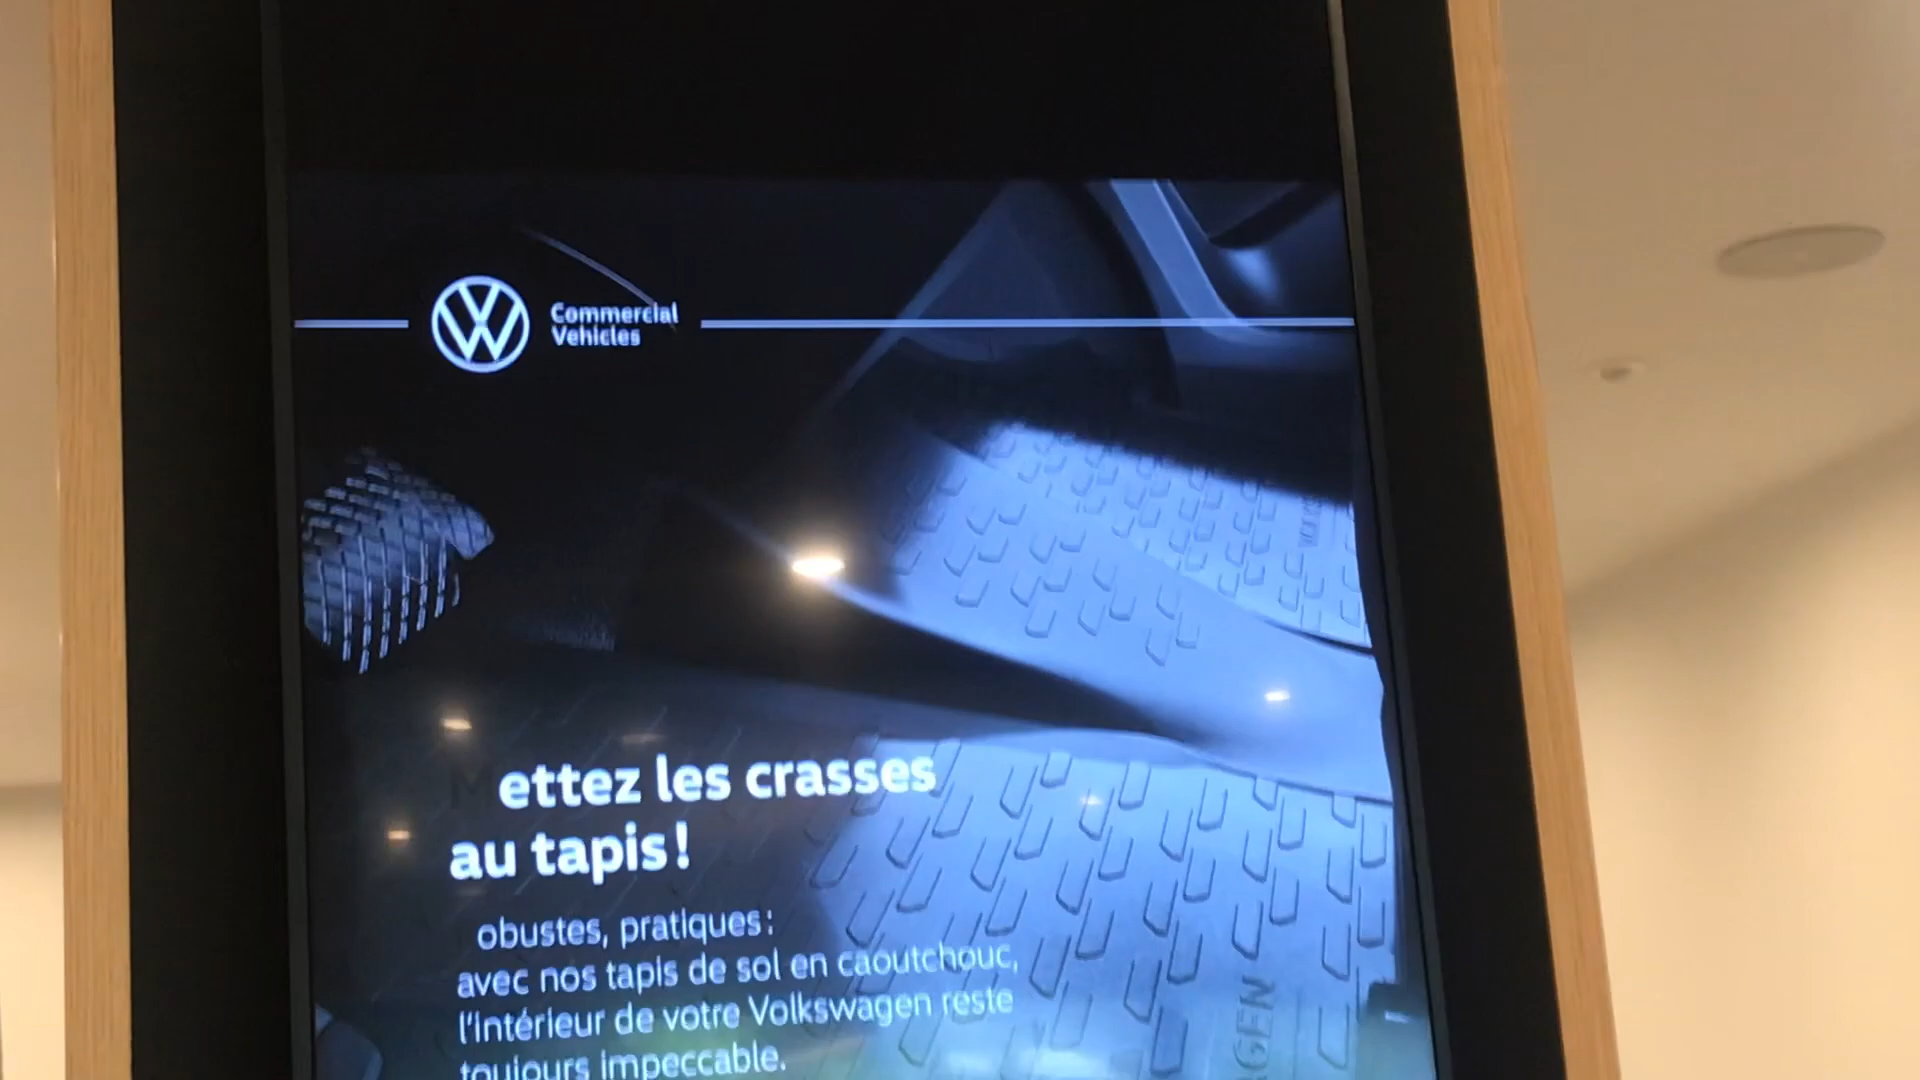 Commercial
Vehicles
ettez les crasses
au tapis !
obustes, pratiques :
avec nos tapis de sol en caoutchouc,
l'intérieur de votre Volkswagen reste
toujours impeccable.
AGEN